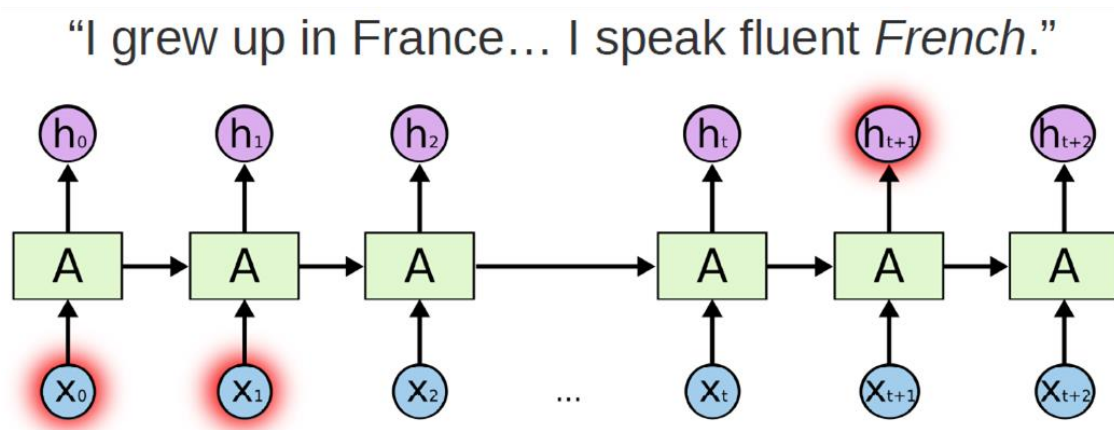 “I grew up in France… I speak fluent French.”
h₀ h₁ h₂ hₜ hₜ₊₁ hₜ₊₂
A A A A A A
x₀ x₁ x₂ ... xₜ xₜ₊₁ xₜ₊₂